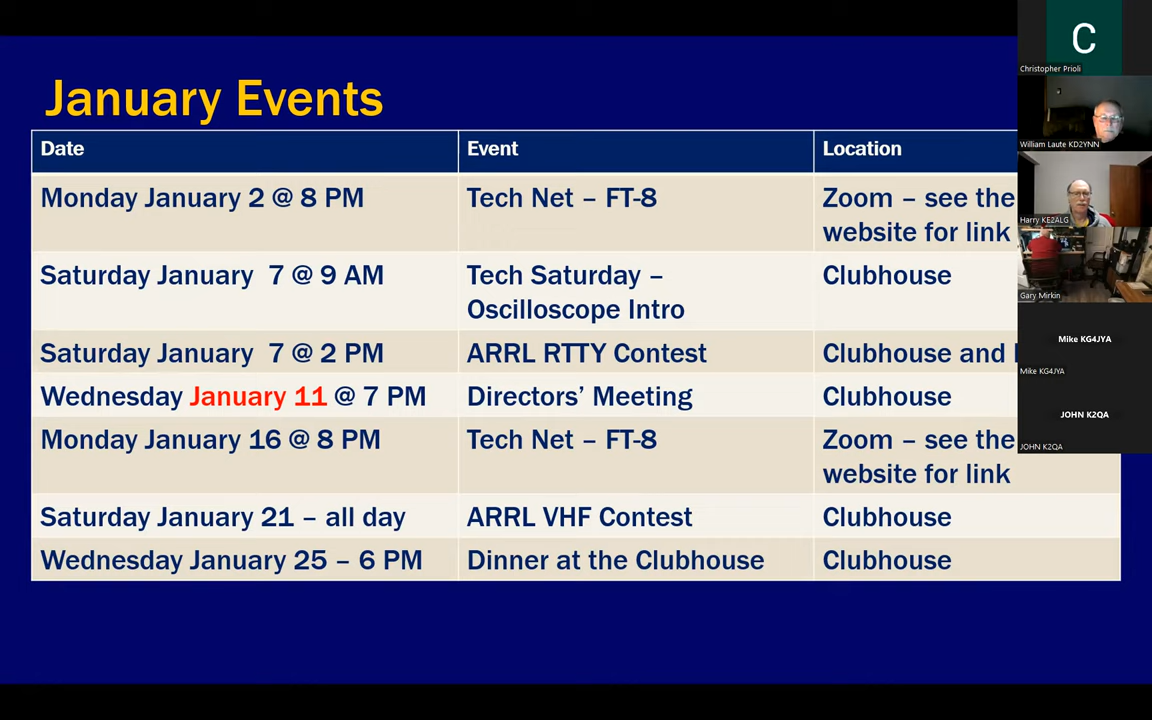 January Events
Date Event Location
Monday January 2 @ 8 PM Tech Net – FT-8 Zoom – see the
website for link
Saturday January 7 @ 9 AM Tech Saturday – Clubhouse
Oscilloscope Intro
Saturday January 7 @ 2 PM ARRL RTTY Contest Clubhouse and
Wednesday January 11 @ 7 PM Directors' Meeting Clubhouse
Monday January 16 @ 8 PM Tech Net – FT-8 Zoom – see the
website for link
Saturday January 21 – all day ARRL VHF Contest Clubhouse
Wednesday January 25 – 6 PM Dinner at the Clubhouse Clubhouse
C
Christopher Prioli
William Laute KD2YNN
Harry KE2ALG
Gary Mirkin
Mike KG4JYA
Mike KG4JYA
JOHN K2QA
JOHN K2QA